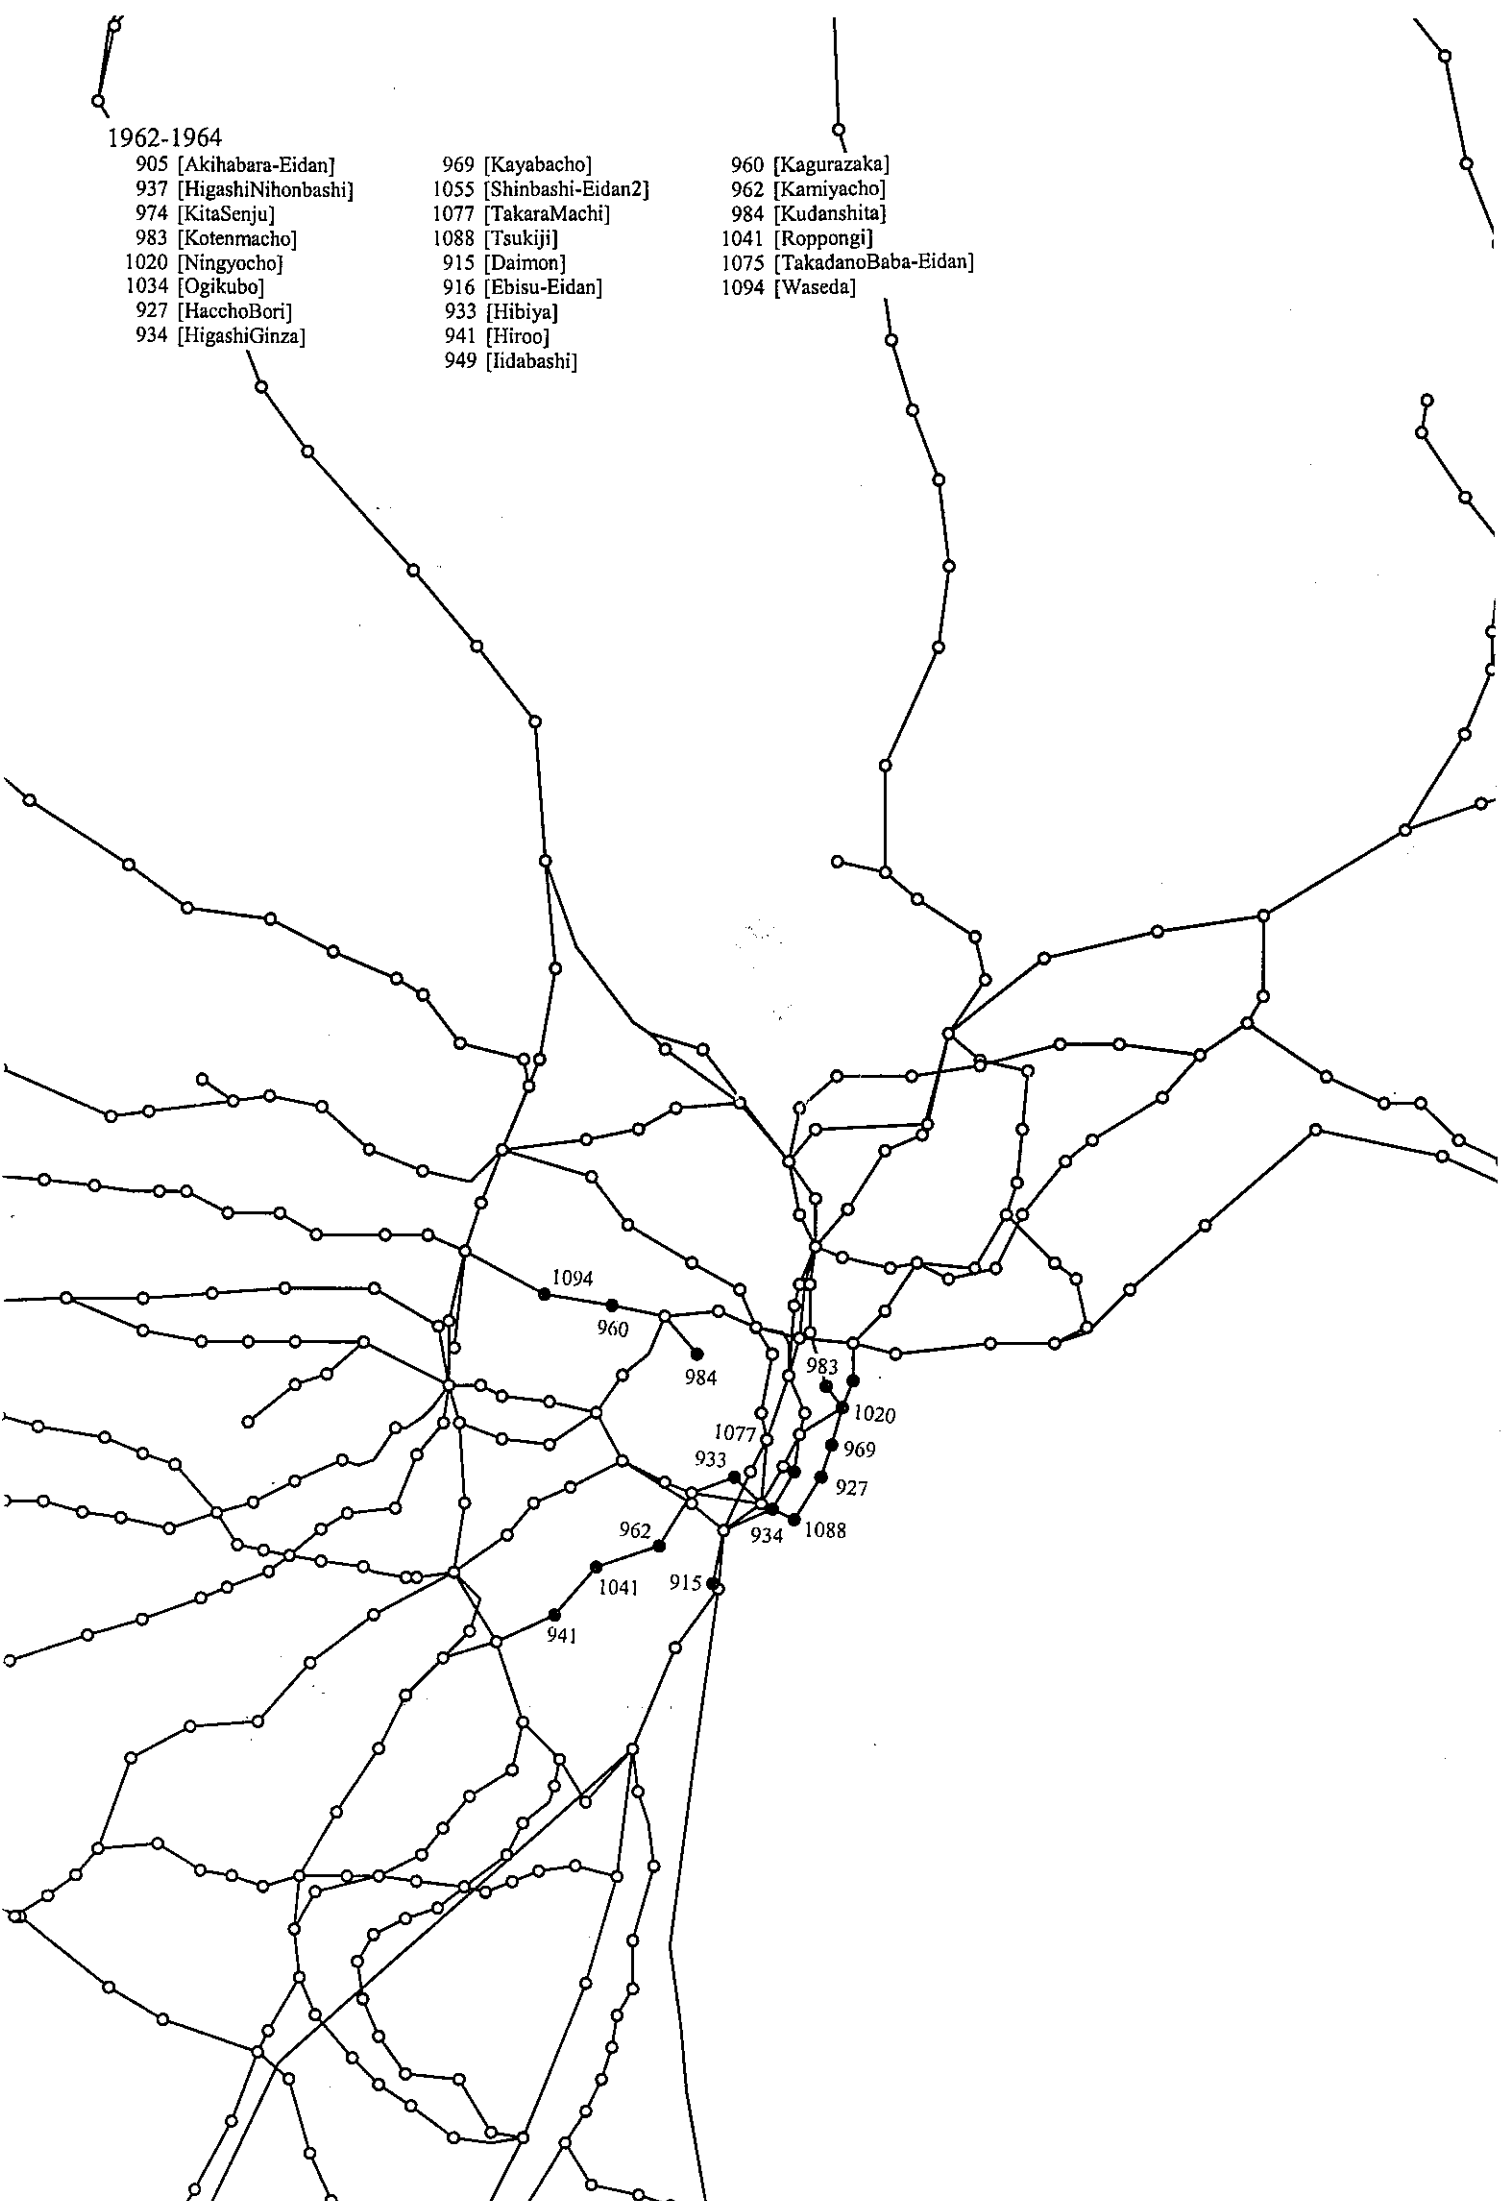 1962-1964
905 [Akihabara-Eidan]
937 [HigashiNihonbashi]
974 [KitaSenju]
983 [Kotenmacho]
1020 [Ningyocho]
1034 [Ogikubo]
927 [HacchoBori]
934 [HigashiGinza]
969 [Kayabacho]
1055 [Shinbashi-Eidan2]
1077 [TakaraMachi]
1088 [Tsukiji]
915 [Daimon]
916 [Ebisu-Eidan]
933 [Hibiya]
941 [Hiroo]
949 [Iidabashi]
960 [Kagurazaka]
962 [Kamiyacho]
984 [Kudanshita]
1041 [Roppongi]
1075 [TakadanoBaba-Eidan]
1094 [Waseda]
1094
960
984
983
1020
1077
969
933
927
934
1088
962
1041
915
941